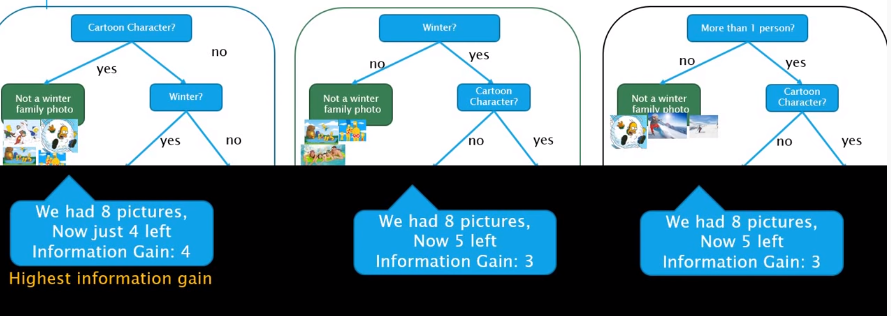 Cartoon Character?
yes
no
Not a winter
family photo
Winter?
yes
no
We had 8 pictures,
Now just 4 left
Information Gain: 4
Highest information gain
Winter?
no
yes
Not a winter
family photo
Cartoon
Character?
no
yes
We had 8 pictures,
Now 5 left
Information Gain: 3
More than 1 person?
no
yes
Not a winter
family photo
Cartoon
Character?
no
yes
We had 8 pictures,
Now 5 left
Information Gain: 3